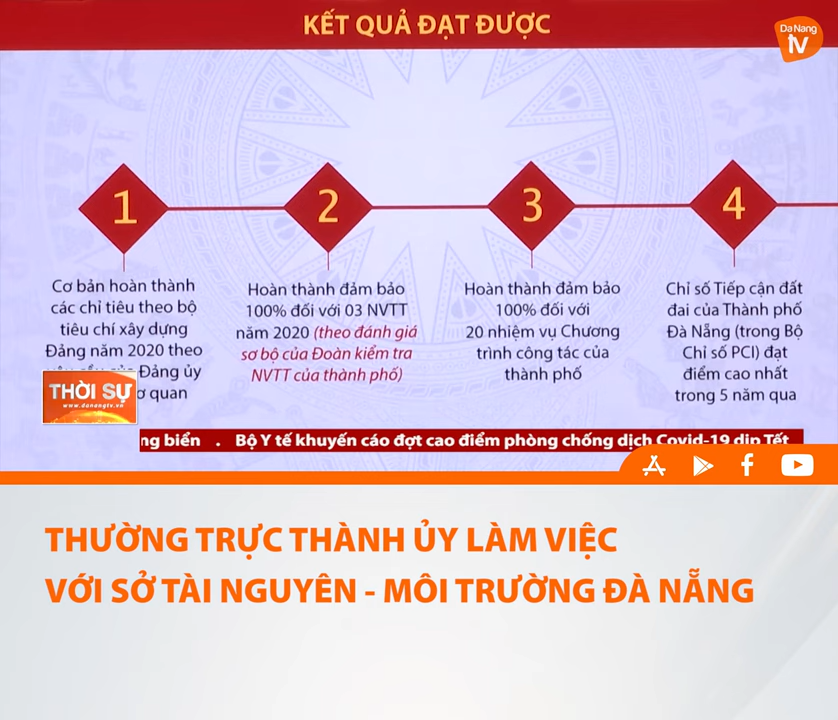 KẾT QUẢ ĐẠT ĐƯỢC
Da Nang
tv
1
2
3
4
Cơ bản hoàn thành
các chỉ tiêu theo bộ
tiêu chí xây dựng
Đảng năm 2020 theo
Đảng ủy
cơ quan
Hoàn thành đảm bảo
100% đối với 03 NVTT
năm 2020 (theo đánh giá
sơ bộ của Đoàn kiểm tra
NVTT của thành phố)
Hoàn thành đảm bảo
100% đối với
20 nhiệm vụ Chương
trình công tác của
thành phố
Chỉ số Tiếp cận đất
đai của Thành phố
Đà Nẵng (trong Bộ
Chỉ số PCI) đạt
điểm cao nhất
trong 5 năm qua
THỜI SỰ
www.danangtv.vn
ng biển . Bộ Y tế khuyến cáo đợt cao điểm phòng chống dịch Covid-19 dịp Tết
THƯỜNG TRỰC THÀNH ỦY LÀM VIỆC
VỚI SỞ TÀI NGUYÊN - MÔI TRƯỜNG ĐÀ NẴNG